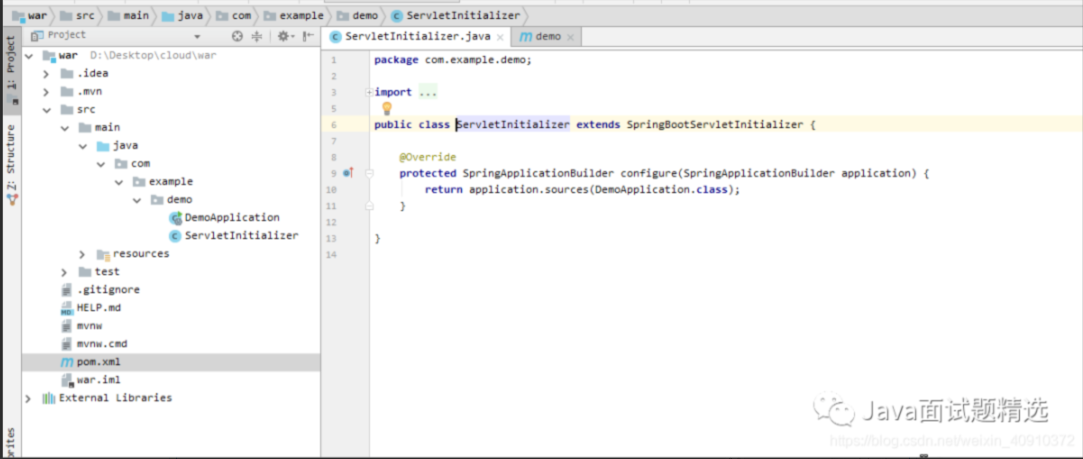 war src main java com example demo ServletInitializer
Project
ServletInitializer.java
demo
1: Project
Z: Structure
war D:\Desktop\cloud\war
.idea
.mvn
src
main
java
com
example
demo
DemoApplication
ServletInitializer
resources
test
.gitignore
HELP.md
mvnw
mvnw.cmd
pom.xml
war.iml
External Libraries
1 package com.example.demo;
2
3 import ...
5
6 public class ServletInitializer extends SpringBootServletInitializer {
7
8 @Override
9 protected SpringApplicationBuilder configure(SpringApplicationBuilder application) {
10 return application.sources(DemoApplication.class);
11 }
12
13 }
14
Java面试题精选
https://blog.csdn.net/weixin_40910372